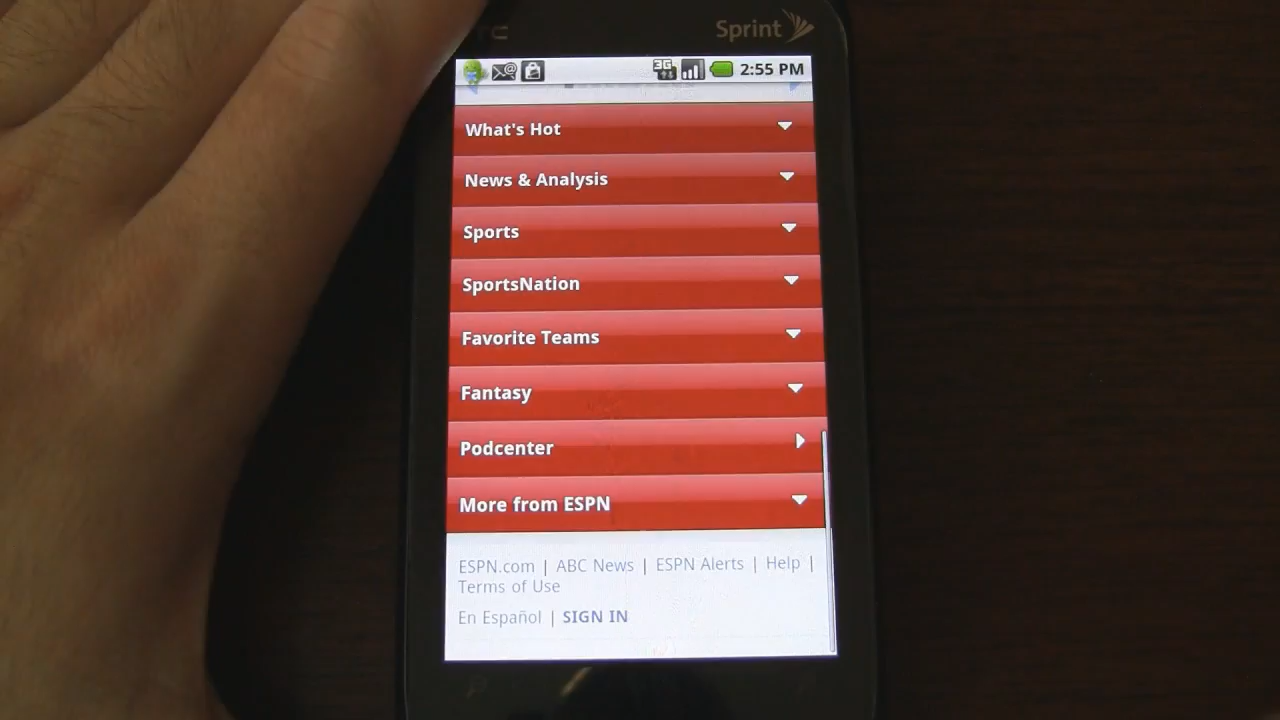 Sprint
3G 2:55 PM
What's Hot
News & Analysis
Sports
SportsNation
Favorite Teams
Fantasy
Podcenter
More from ESPN
ESPN.com | ABC News | ESPN Alerts | Help |
Terms of Use
En Español | SIGN IN